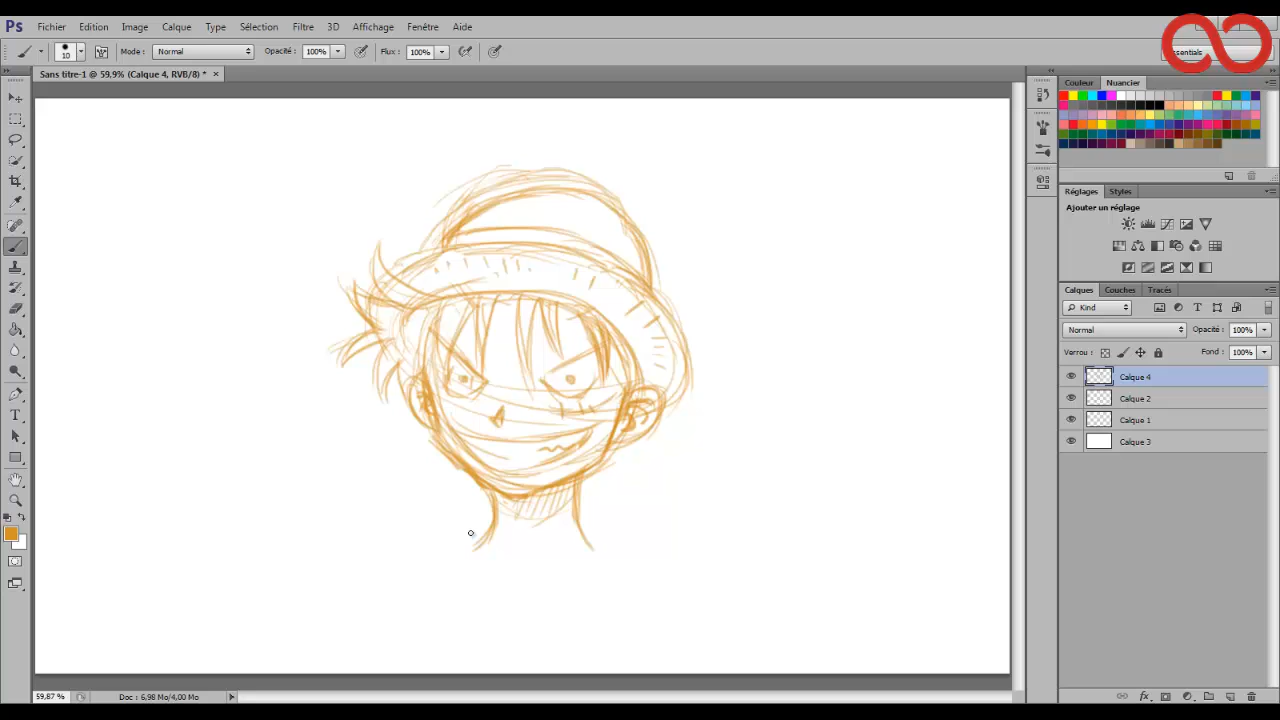 Ps Fichier Edition Image Calque Type Sélection Filtre 3D Affichage Fenêtre Aide
10 Mode : Normal Opacité : 100% Flux : 100% Essentials
Sans titre-1 @ 59,9% (Calque 4, RVB/8) * ×
Couleur Nuancier
Réglages Styles
Ajouter un réglage
Calques Couches Tracés
Kind
Normal Opacité : 100%
Verrou : Fond : 100%
Calque 4
Calque 2
Calque 1
Calque 3
59,87 % Doc : 6,98 Mo/4,00 Mo
fx